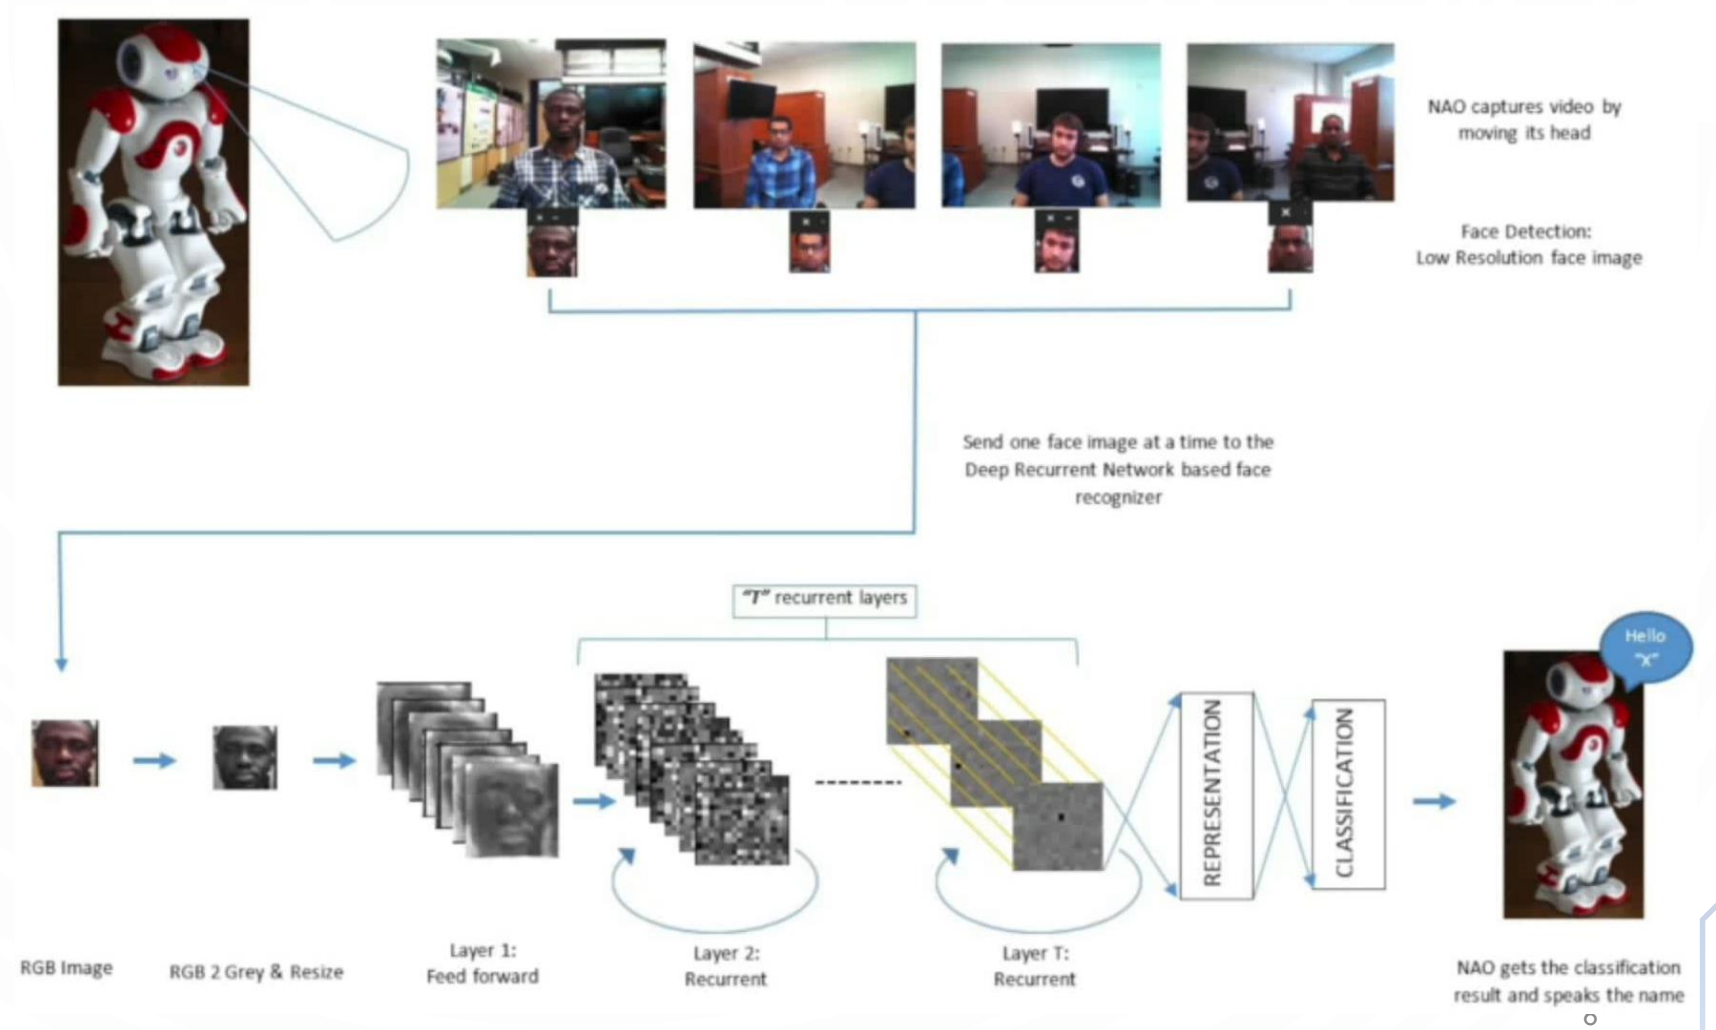 NAO captures video by
moving its head
Face Detection:
Low Resolution face image
Send one face image at a time to the
Deep Recurrent Network based face
recognizer
“T” recurrent layers
Hello
“X”
REPRESENTATION
CLASSIFICATION
RGB Image
RGB 2 Grey & Resize
Layer 1:
Feed forward
Layer 2:
Recurrent
Layer T:
Recurrent
NAO gets the classification
result and speaks the name